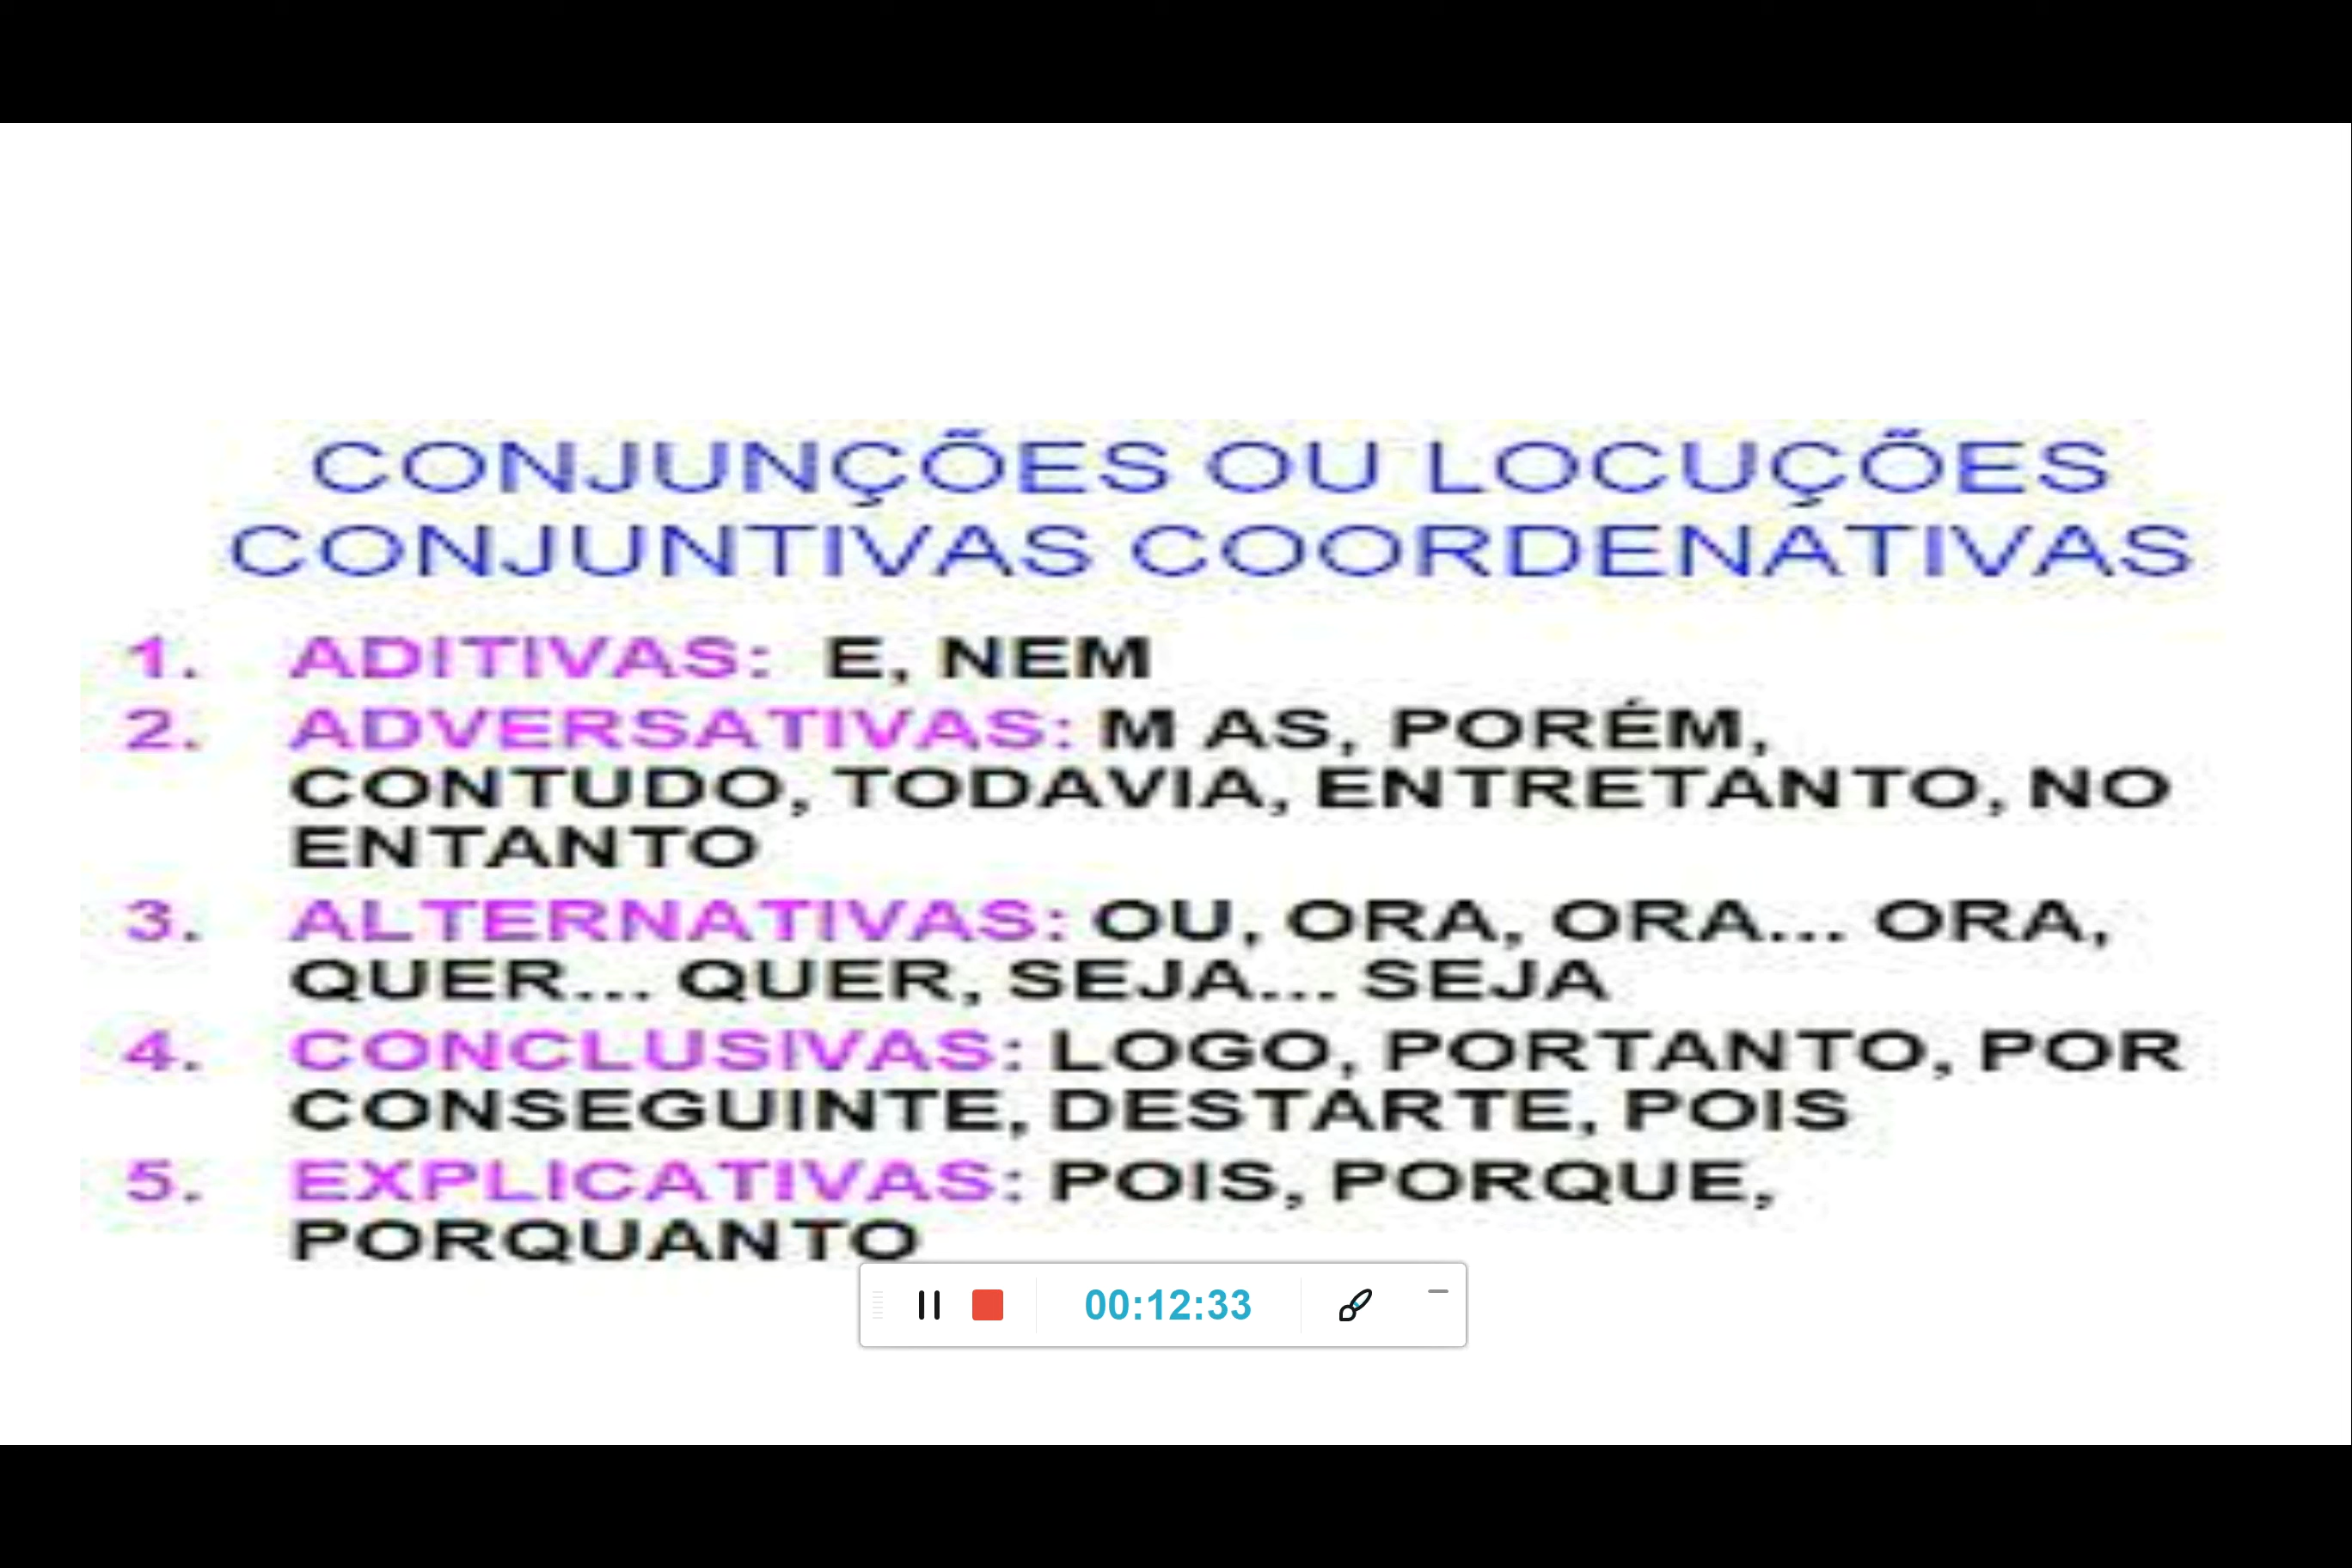 CONJUNÇÕES OU LOCUÇÕES
CONJUNTIVAS COORDENATIVAS
1. ADITIVAS: E, NEM
2. ADVERSATIVAS: M AS, PORÉM,
CONTUDO, TODAVIA, ENTRETANTO, NO
ENTANTO
3. ALTERNATIVAS: OU, ORA, ORA... ORA,
QUER... QUER, SEJA... SEJA
4. CONCLUSIVAS: LOGO, PORTANTO, POR
CONSEGUINTE, DESTARTE, POIS
5. EXPLICATIVAS: POIS, PORQUE,
PORQUANTO
00:12:33